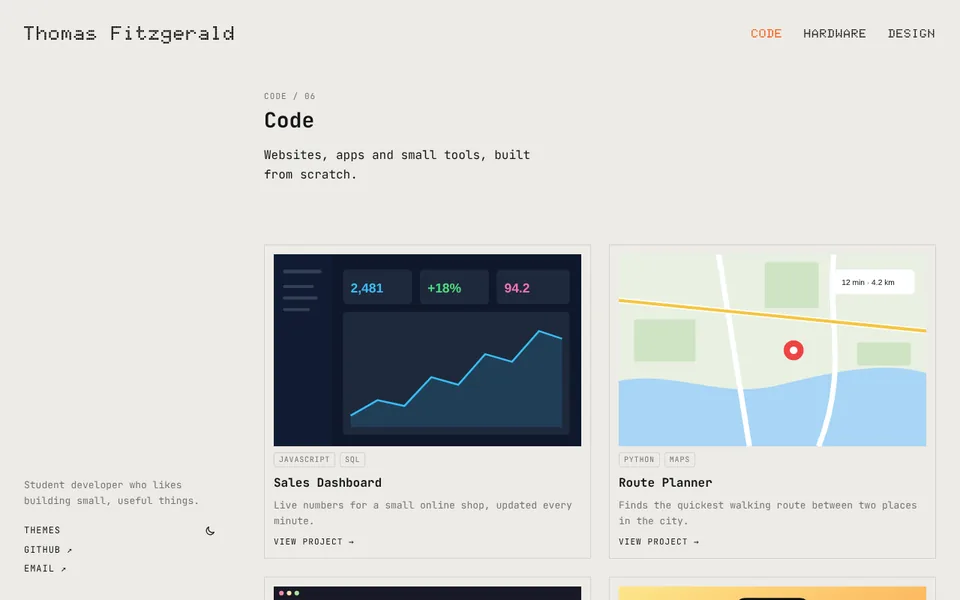 Thomas Fitzgerald
CODE HARDWARE DESIGN
CODE / 06
Code
Websites, apps and small tools, built
from scratch.
2,481 +18% 94.2
12 min · 4.2 km
JAVASCRIPT SQL
Sales Dashboard
Live numbers for a small online shop, updated every
minute.
VIEW PROJECT →
PYTHON MAPS
Route Planner
Finds the quickest walking route between two places
in the city.
VIEW PROJECT →
Student developer who likes
building small, useful things.
THEMES
GITHUB ↗
EMAIL ↗